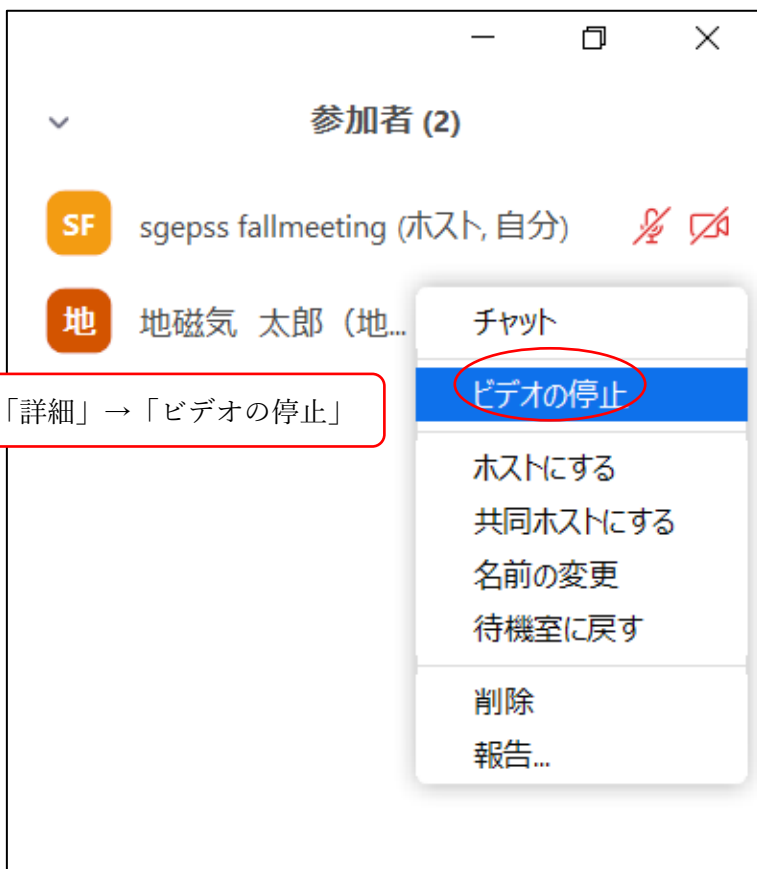 参加者 (2)
SF sgepss fallmeeting (ホスト, 自分)
地 地磁気 太郎（地...
チャット
ビデオの停止
「詳細」→「ビデオの停止」
ホストにする
共同ホストにする
名前の変更
待機室に戻す
削除
報告...